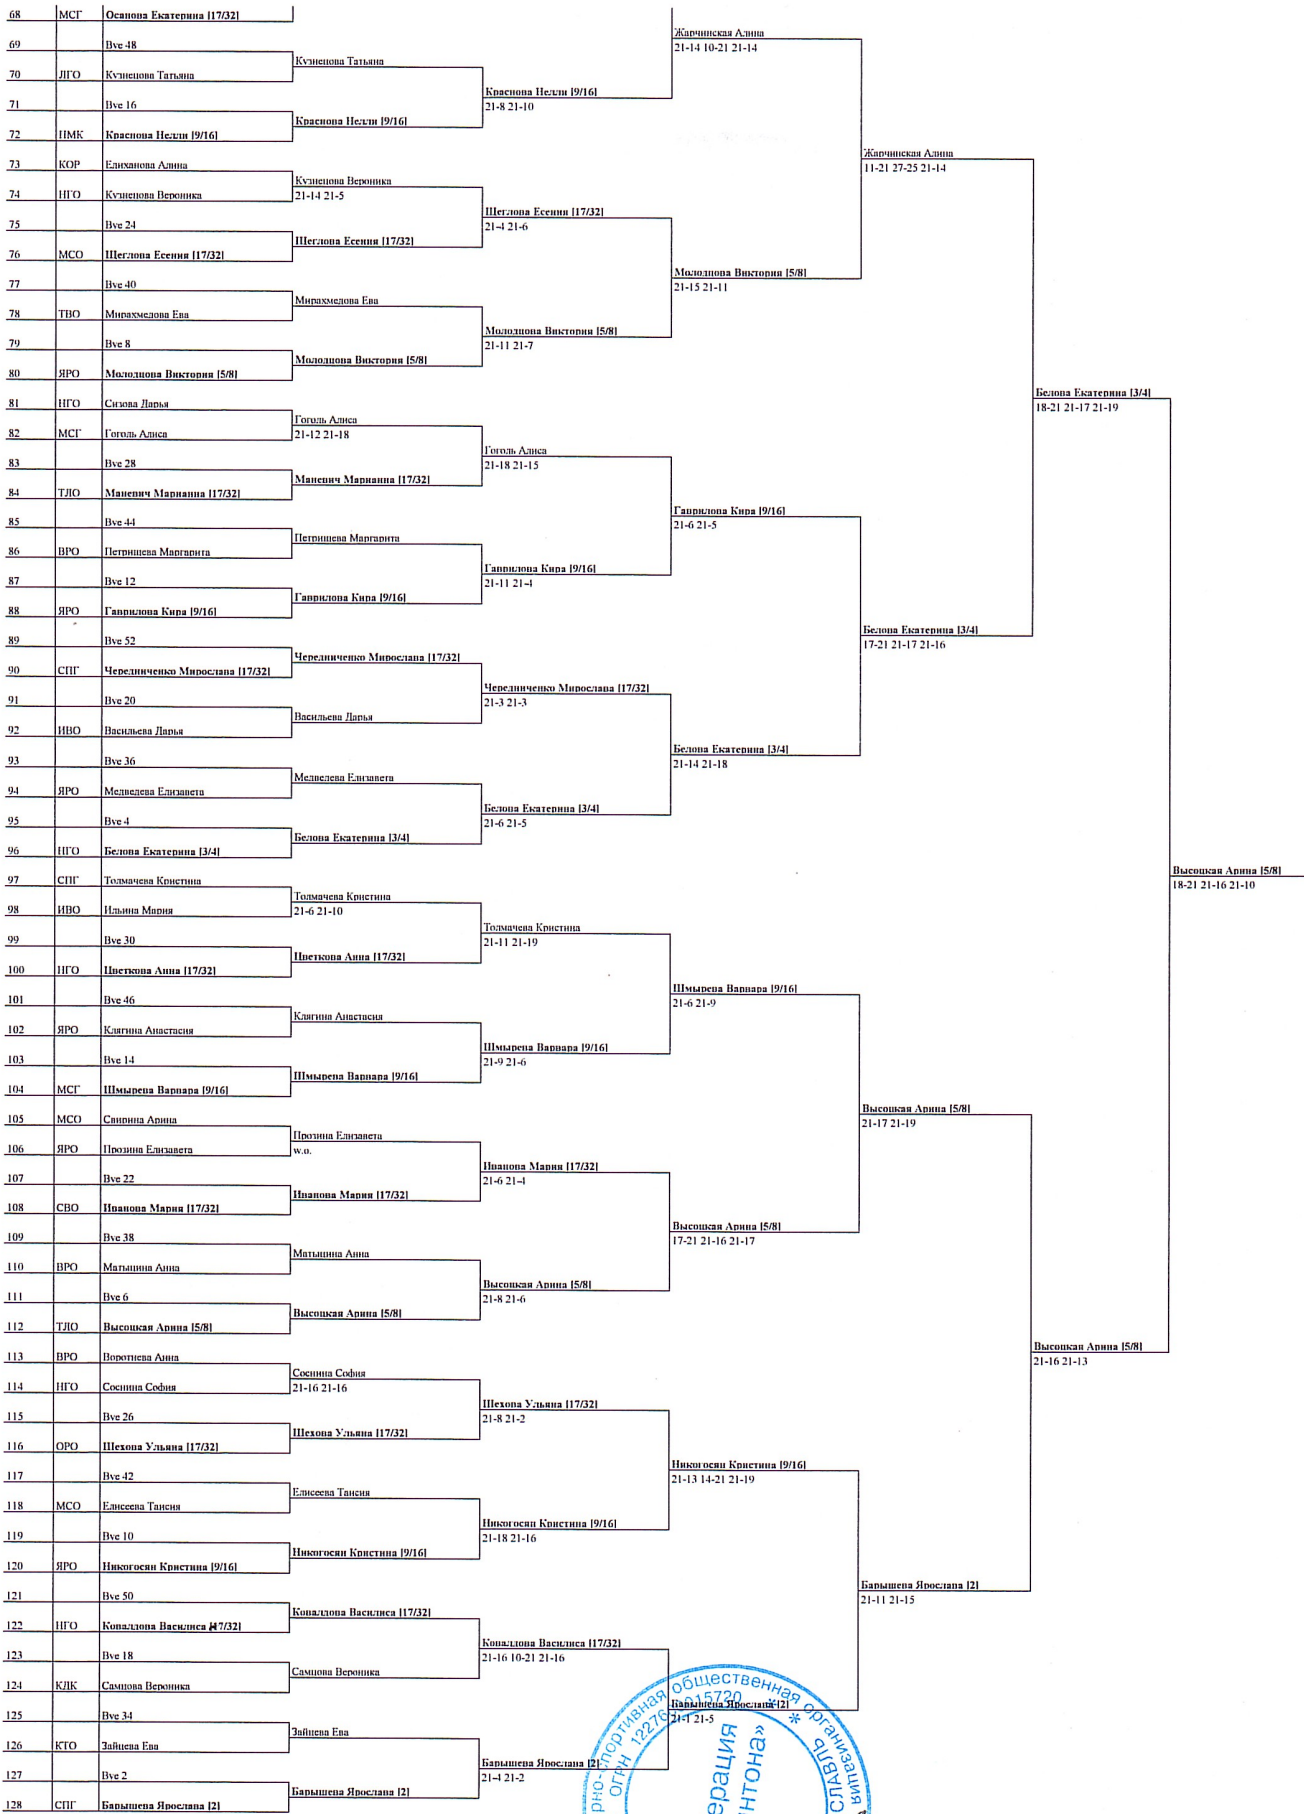 68 МСГ Осанова Екатерина [17/32]
Жарчинская Алина
69 Bye 48
21-14 10-21 21-14
Кузнецова Татьяна
70 ЛГО Кузнецова Татьяна
Краснова Нелли [9/16]
71 Bye 16
21-8 21-10
Краснова Нелли [9/16]
72 ПМК Краснова Нелли [9/16]
Жарчинская Алина
73 КОР Елиханова Алина
11-21 27-25 21-14
Кузнецова Вероника
74 НГО Кузнецова Вероника
21-14 21-5
Щеглова Есения [17/32]
75 Bye 24
21-4 21-6
Щеглова Есения [17/32]
76 МСО Щеглова Есения [17/32]
Молодцова Виктория [5/8]
77 Bye 40
21-15 21-11
Мирахмедова Ева
78 ТВО Мирахмедова Ева
Молодцова Виктория [5/8]
79 Bye 8
21-11 21-7
Молодцова Виктория [5/8]
80 ЯРО Молодцова Виктория [5/8]
Белова Екатерина [3/4]
81 НГО Сизова Дарья
18-21 21-17 21-19
Гоголь Алиса
82 МСГ Гоголь Алиса
21-12 21-18
Гоголь Алиса
83 Bye 28
21-18 21-15
Маневич Марианна [17/32]
84 ТЛО Маневич Марианна [17/32]
Гаврилова Кира [9/16]
85 Bye 44
21-6 21-5
Петрищева Маргарита
86 ВРО Петрищева Маргарита
Гаврилова Кира [9/16]
87 Bye 12
21-11 21-4
Гаврилова Кира [9/16]
88 ЯРО Гаврилова Кира [9/16]
Белова Екатерина [3/4]
89 Bye 52
17-21 21-17 21-16
Чередниченко Мирослава [17/32]
90 СПГ Чередниченко Мирослава [17/32]
Чередниченко Мирослава [17/32]
91 Bye 20
21-3 21-3
Васильева Дарья
92 ИВО Васильева Дарья
Белова Екатерина [3/4]
93 Bye 36
21-14 21-18
Медведева Елизавета
94 ЯРО Медведева Елизавета
Белова Екатерина [3/4]
95 Bye 4
21-6 21-5
Белова Екатерина [3/4]
96 НГО Белова Екатерина [3/4]
Высоцкая Арина [5/8]
97 СПГ Толмачева Кристина
18-21 21-16 21-10
Толмачева Кристина
98 ИВО Ильина Мария
21-6 21-10
Толмачева Кристина
99 Bye 30
21-11 21-19
Цветкова Анна [17/32]
100 НГО Цветкова Анна [17/32]
Шмырева Варвара [9/16]
101 Bye 46
21-6 21-9
Клягина Анастасия
102 ЯРО Клягина Анастасия
Шмырева Варвара [9/16]
103 Bye 14
21-9 21-6
Шмырева Варвара [9/16]
104 МСГ Шмырева Варвара [9/16]
Высоцкая Арина [5/8]
105 МСО Свирина Арина
21-17 21-19
Прозина Елизавета
106 ЯРО Прозина Елизавета
w.o.
Иванова Мария [17/32]
107 Bye 22
21-6 21-4
Иванова Мария [17/32]
108 СВО Иванова Мария [17/32]
Высоцкая Арина [5/8]
109 Bye 38
17-21 21-16 21-17
Матыцина Анна
110 ВРО Матыцина Анна
Высоцкая Арина [5/8]
111 Bye 6
21-8 21-6
Высоцкая Арина [5/8]
112 ТЛО Высоцкая Арина [5/8]
Высоцкая Арина [5/8]
113 ВРО Воротнева Анна
21-16 21-13
Соснина София
114 НГО Соснина София
21-16 21-16
Шехова Ульяна [17/32]
115 Bye 26
21-8 21-2
Шехова Ульяна [17/32]
116 ОРО Шехова Ульяна [17/32]
Никогосян Кристина [9/16]
117 Bye 42
21-13 14-21 21-19
Елисеева Таисия
118 МСО Елисеева Таисия
Никогосян Кристина [9/16]
119 Bye 10
21-18 21-16
Никогосян Кристина [9/16]
120 ЯРО Никогосян Кристина [9/16]
Барышева Ярослава [2]
121 Bye 50
21-11 21-15
Ковалдова Василиса [17/32]
122 НГО Ковалдова Василиса [17/32]
Ковалдова Василиса [17/32]
123 Bye 18
21-16 10-21 21-16
Самцова Вероника
124 КЛК Самцова Вероника
Барышева Ярослава [2]
125 Bye 34
21-1 21-5
Зайцева Ева
126 КТО Зайцева Ева
Барышева Ярослава [2]
127 Bye 2
21-4 21-2
Барышева Ярослава [2]
128 СПГ Барышева Ярослава [2]
рно-спортивная общественная организация
ОГРН
015720
СЛАВЛЬ
ерация
нтона»